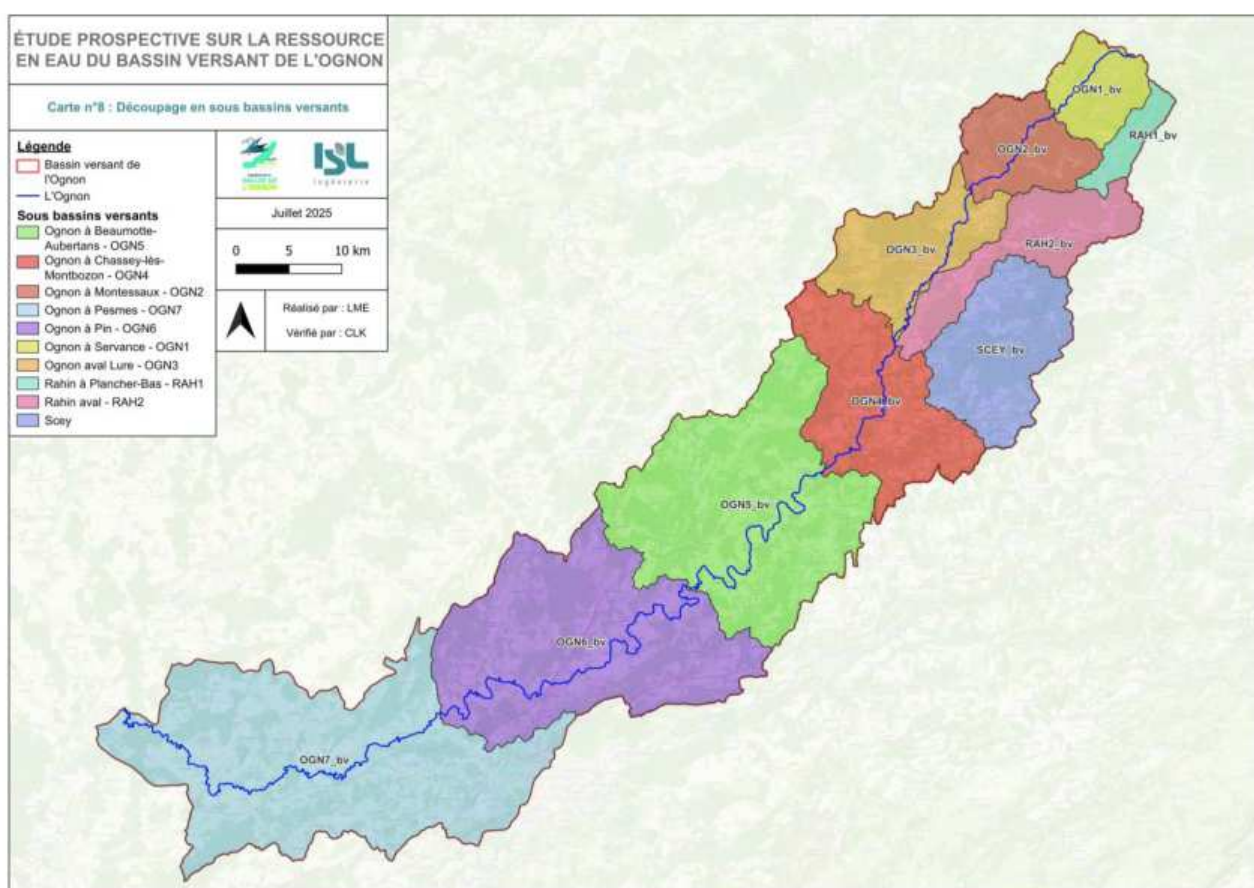 ÉTUDE PROSPECTIVE SUR LA RESSOURCE
EN EAU DU BASSIN VERSANT DE L'OGNON
Carte n°8 : Découpage en sous bassins versants
Légende
Bassin versant de
l'Ognon
L'Ognon
Sous bassins versants
Ognon à Beaumotte-
Aubertans - OGN5
Ognon à Chassey-lès-
Montbozon - OGN4
Ognon à Montessaux - OGN2
Ognon à Pesmes - OGN7
Ognon à Pin - OGN6
Ognon à Servance - OGN1
Ognon aval Lure - OGN3
Rahin à Plancher-Bas - RAH1
Rahin aval - RAH2
Scey
ISL
Ingénierie
Juillet 2025
0 5 10 km
Réalisé par : LME
Vérifié par : CLK
OGN1_bv
RAH1_bv
OGN2_bv
RAH2_bv
OGN3_bv
SCEY_bv
OGN4_bv
OGN5_bv
OGN6_bv
OGN7_bv